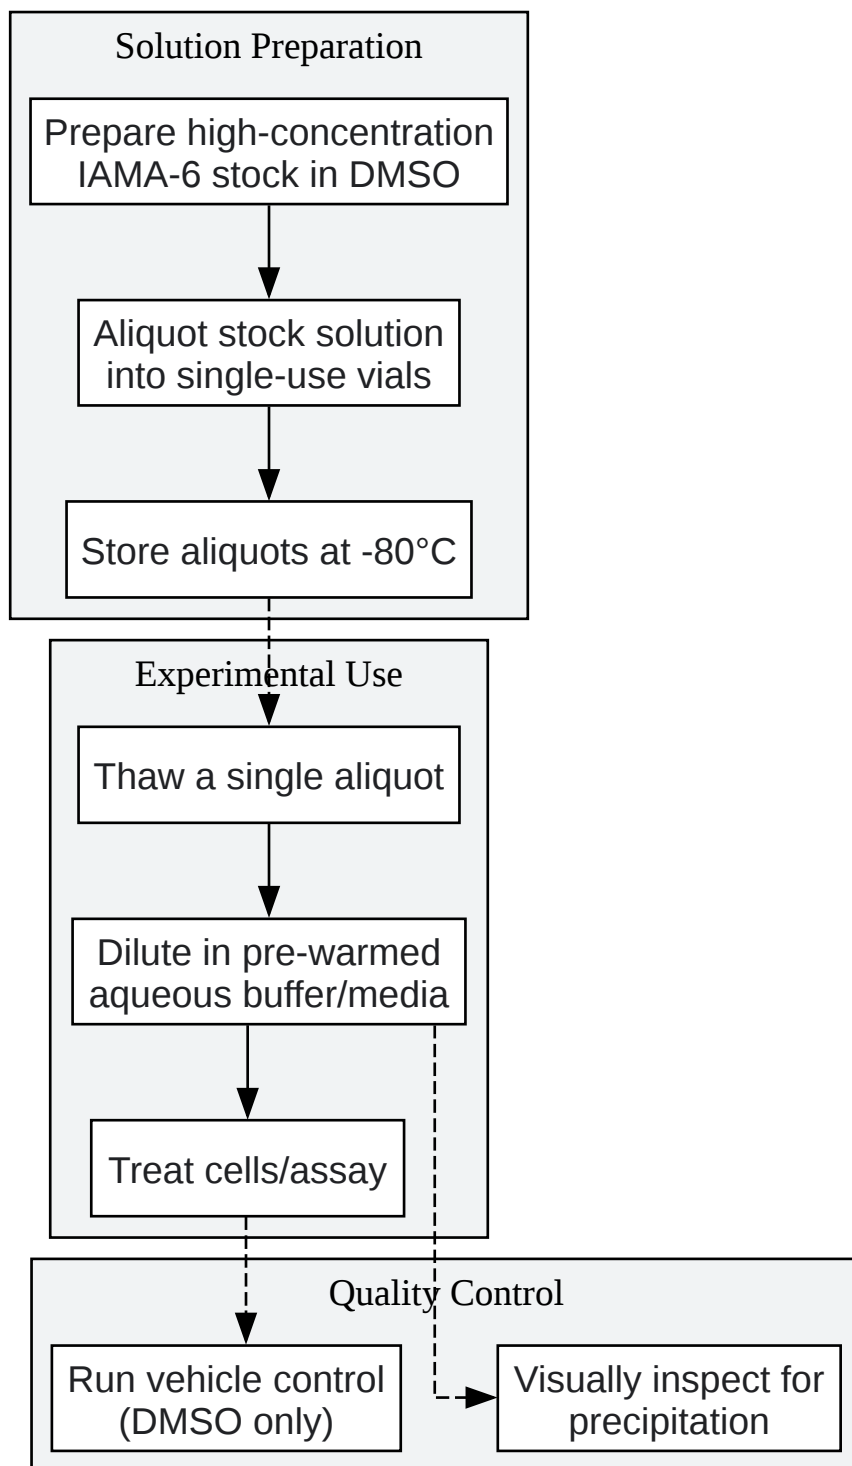 Solution Preparation
Prepare high-concentration
IAMA-6 stock in DMSO
Aliquot stock solution
into single-use vials
Store aliquots at -80°C
Experimental Use
Thaw a single aliquot
Dilute in pre-warmed
aqueous buffer/media
Treat cells/assay
Quality Control
Run vehicle control
(DMSO only)
Visually inspect for
precipitation